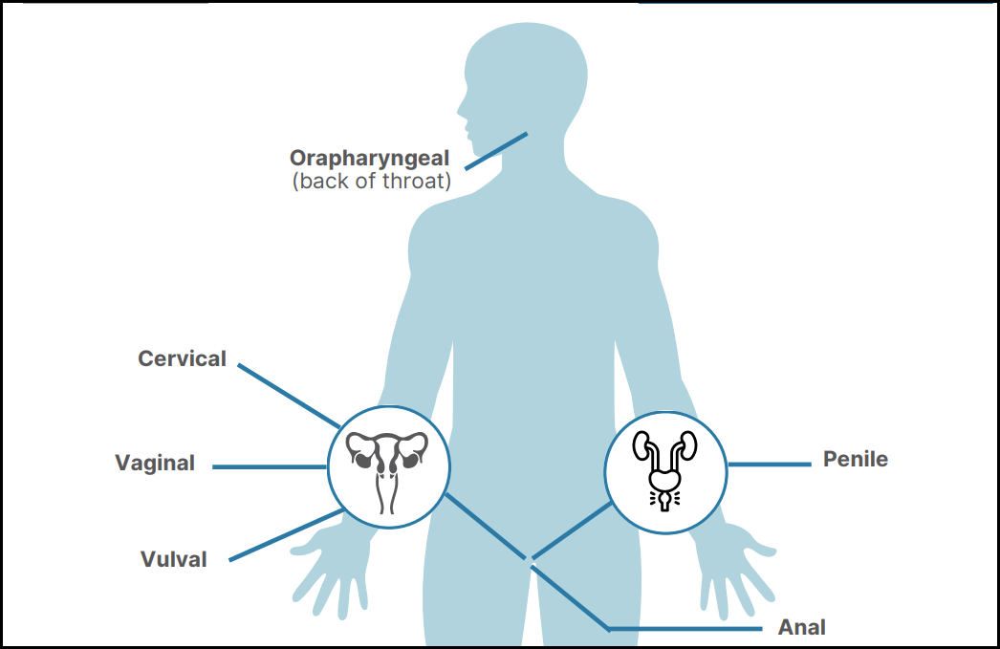 Orapharyngeal
(back of throat)
Cervical
Vaginal
Penile
Vulval
Anal